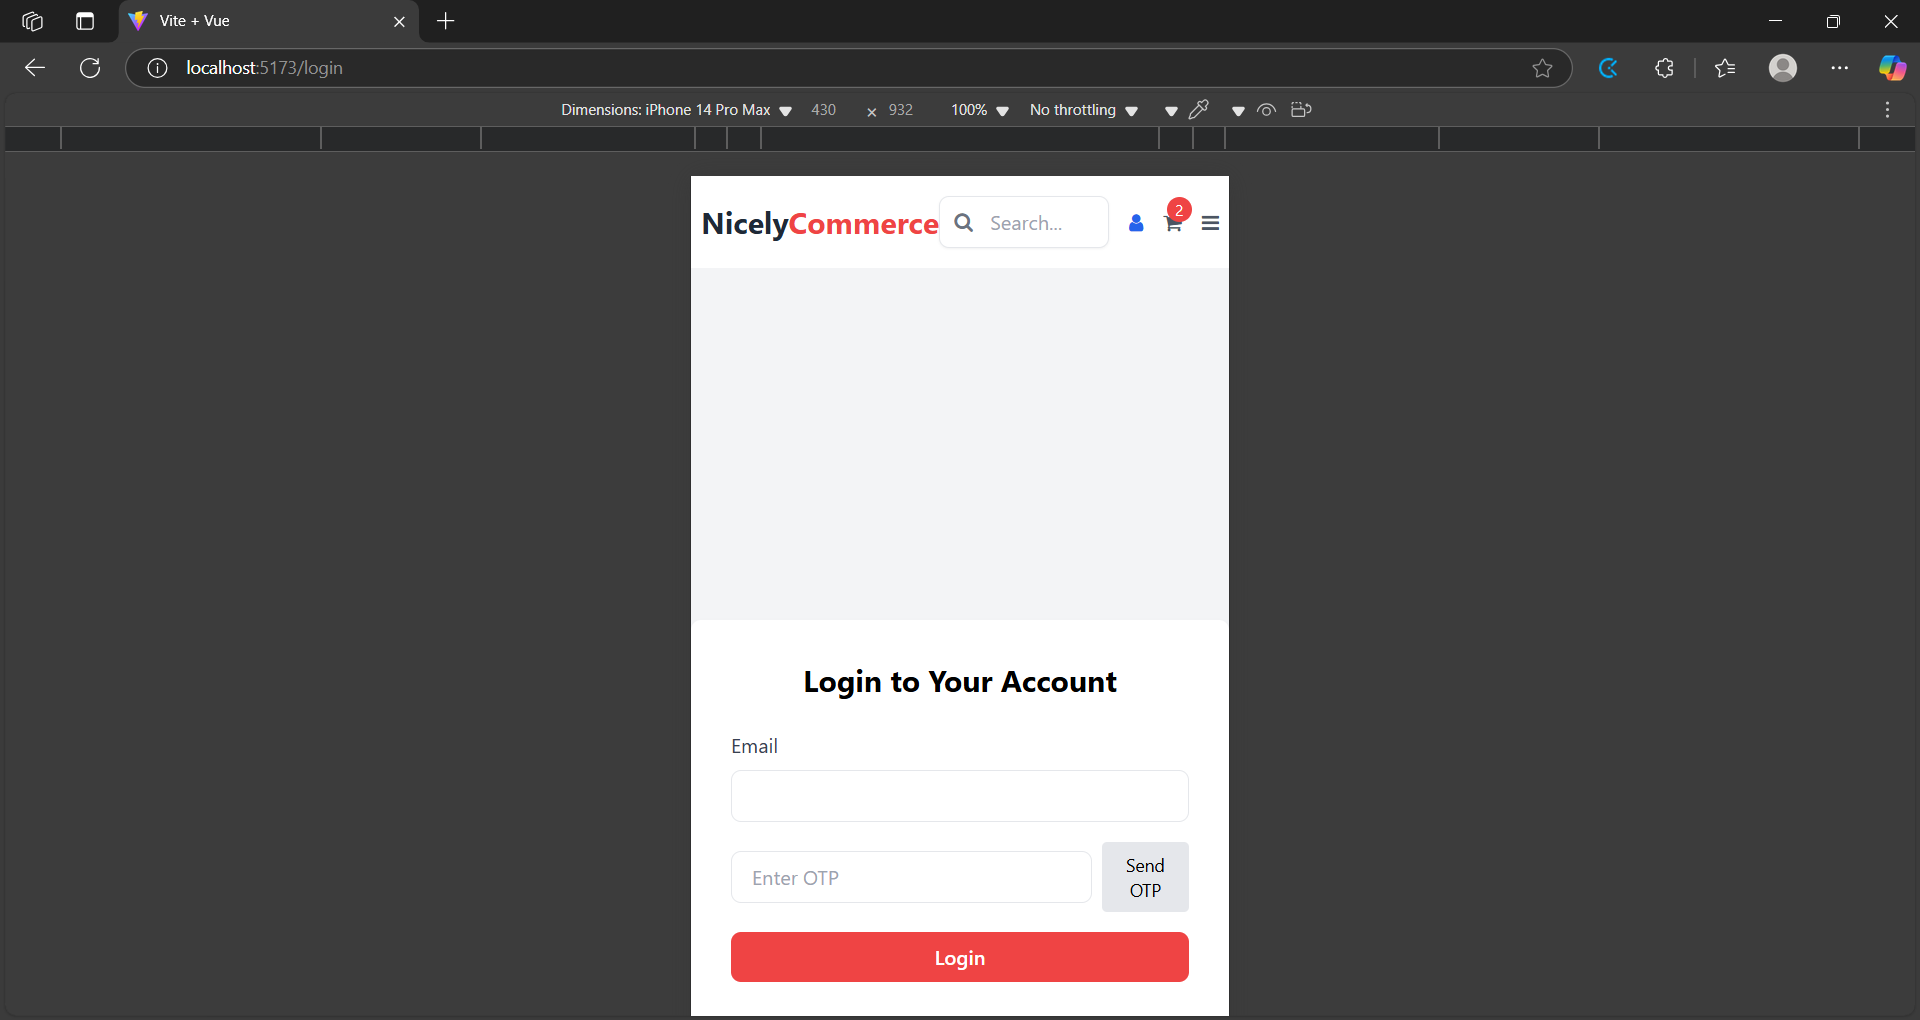 Vite + Vue
localhost:5173/login
Dimensions: iPhone 14 Pro Max 430 × 932 100% No throttling
NicelyCommerce Search... 2
Login to Your Account
Email
Enter OTP
Send
OTP
Login